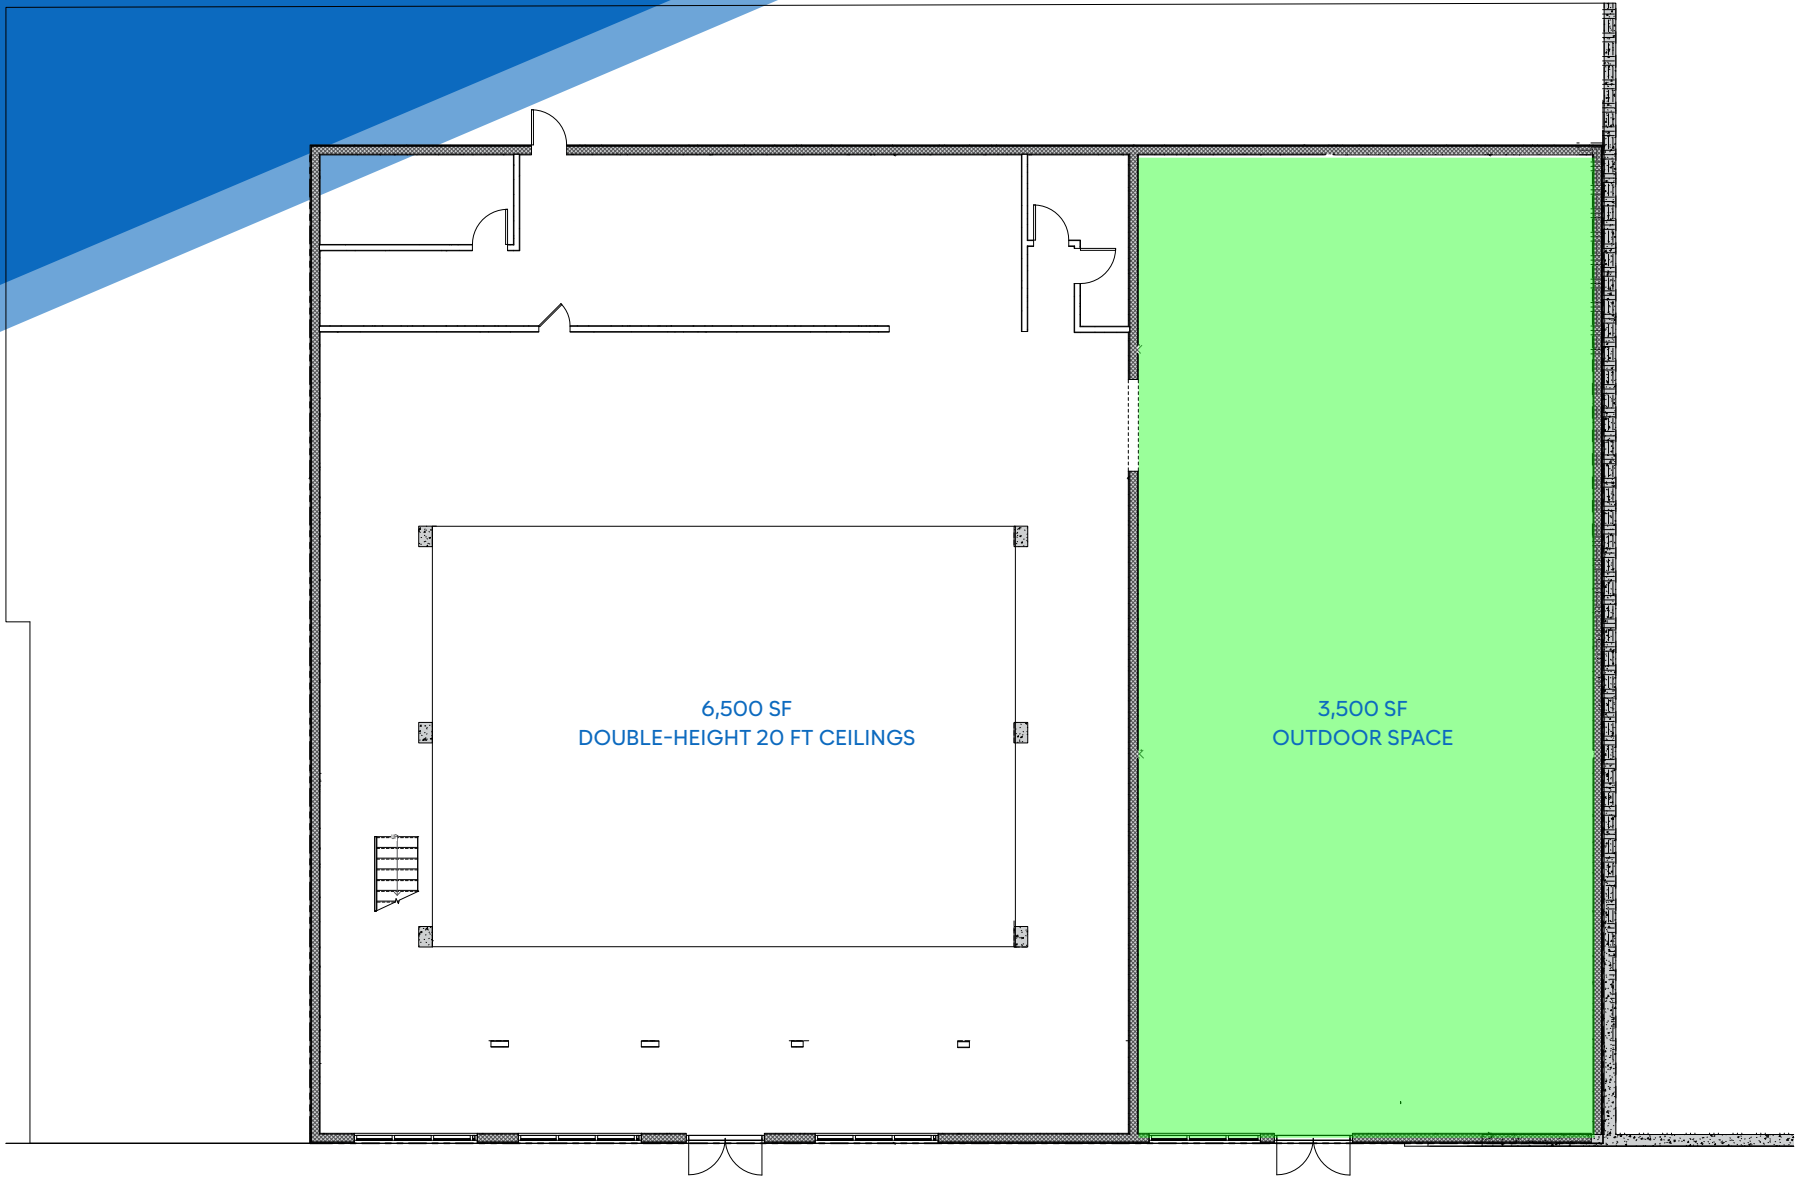 6,500 SF
DOUBLE-HEIGHT 20 FT CEILINGS
3,500 SF
OUTDOOR SPACE